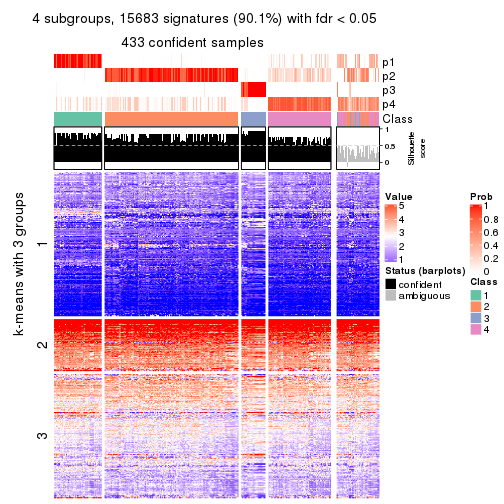 4 subgroups, 15683 signatures (90.1%) with fdr < 0.05
433 confident samples
p1
p2
p3
p4
Class
1
0.5
0
Silhouette
score
k-means with 3 groups
1
2
3
Value
5
4
3
2
1
Status (barplots)
confident
ambiguous
Prob
1
0.8
0.6
0.4
0.2
0
Class
1
2
3
4